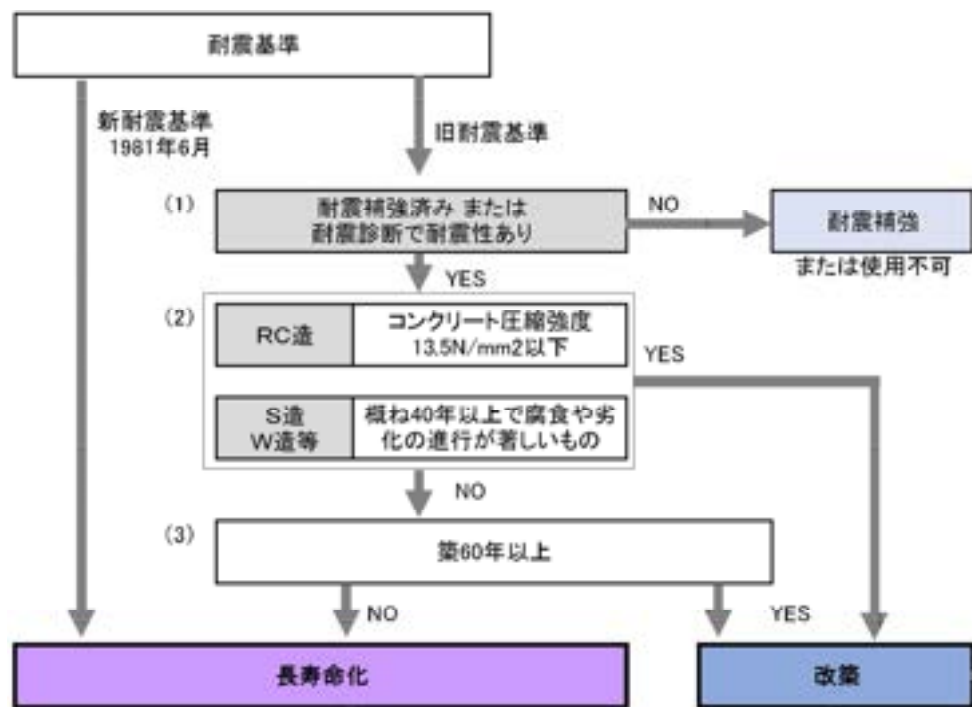 耐震基準
新耐震基準
1981年6月
旧耐震基準
(1)
耐震補強済み または
耐震診断で耐震性あり
NO
耐震補強
または使用不可
YES
(2)
RC造
コンクリート圧縮強度
13.5N/mm2以下
YES
S造
W造等
概ね40年以上で腐食や劣
化の進行が著しいもの
NO
(3)
築60年以上
NO
YES
長寿命化
改築